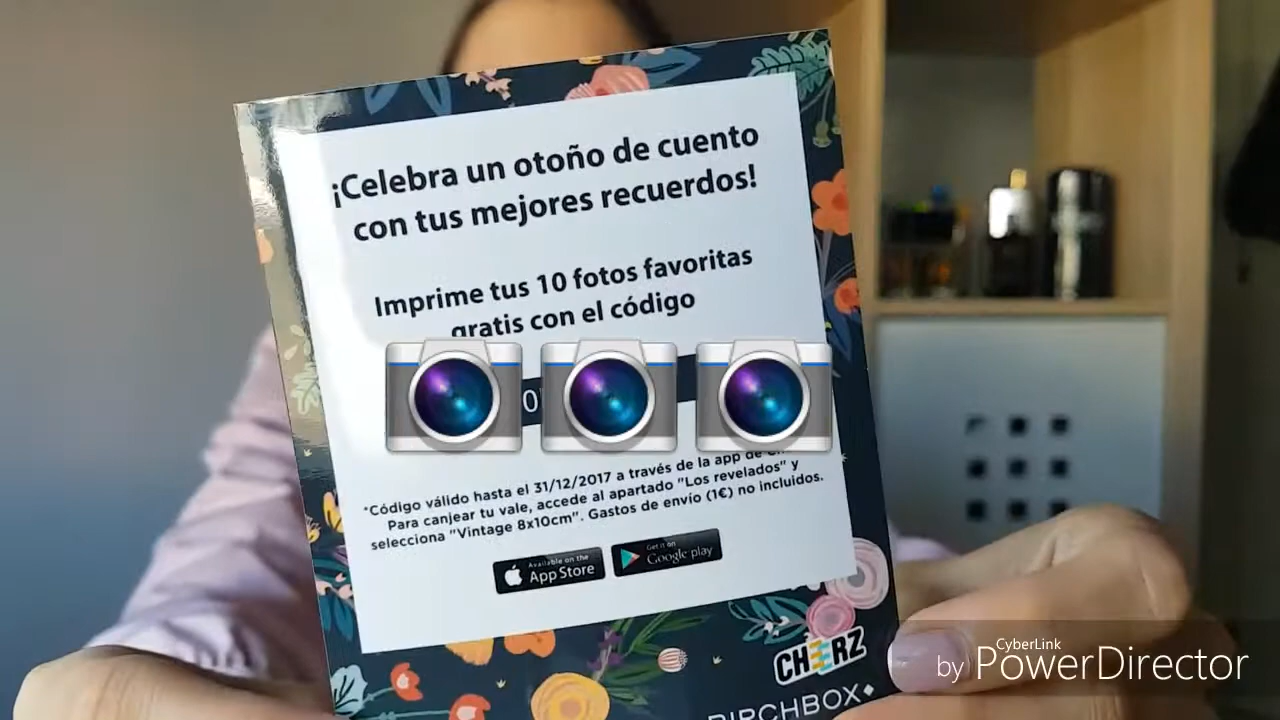 ¡Celebra un otoño de cuento
con tus mejores recuerdos!
Imprime tus 10 fotos favoritas
gratis con el código
*Código válido hasta el 31/12/2017 a través de la app de
Para canjear tu vale, accede al apartado "Los revelados" y
selecciona "Vintage 8x10cm". Gastos de envío (1€) no incluidos.
Available on the
App Store
Get it on
Google play
CHEERZ
BIRCHBOX
CyberLink
by PowerDirector